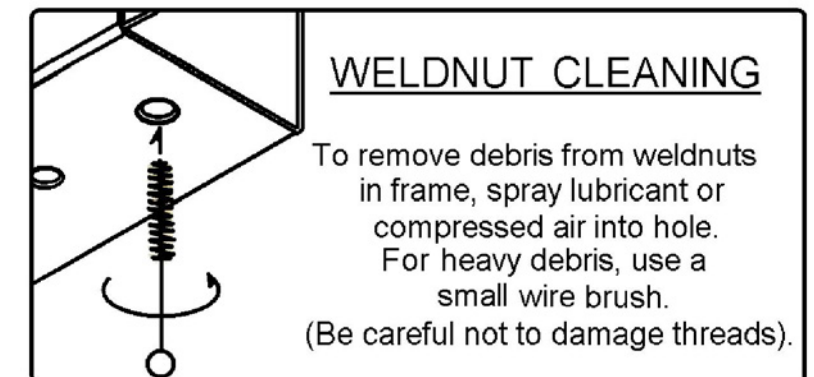 WELDNUT CLEANING
To remove debris from weldnuts
in frame, spray lubricant or
compressed air into hole.
For heavy debris, use a
small wire brush.
(Be careful not to damage threads).